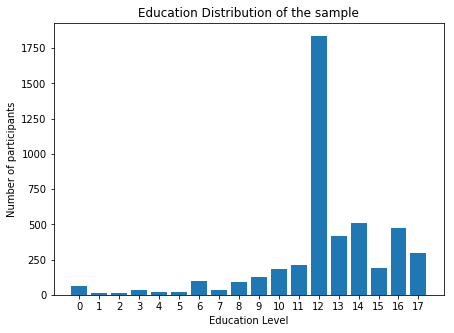 Education Distribution of the sample
Number of participants
1750
1500
1250
1000
750
500
250
0
0 1 2 3 4 5 6 7 8 9 10 11 12 13 14 15 16 17
Education Level